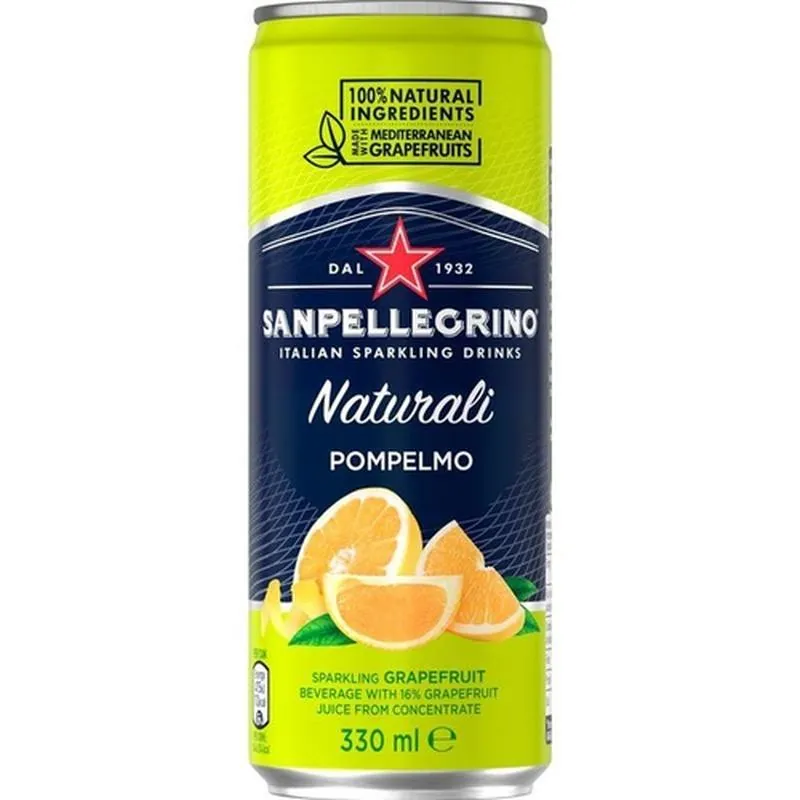 100% NATURAL
INGREDIENTS
MADE WITH
MEDITERRANEAN
GRAPEFRUITS
DAL 1932
SANPELLEGRINO
ITALIAN SPARKLING DRINKS
Naturali
POMPELMO
SPARKLING GRAPEFRUIT
BEVERAGE WITH 16% GRAPEFRUIT
JUICE FROM CONCENTRATE
330 ml ℮